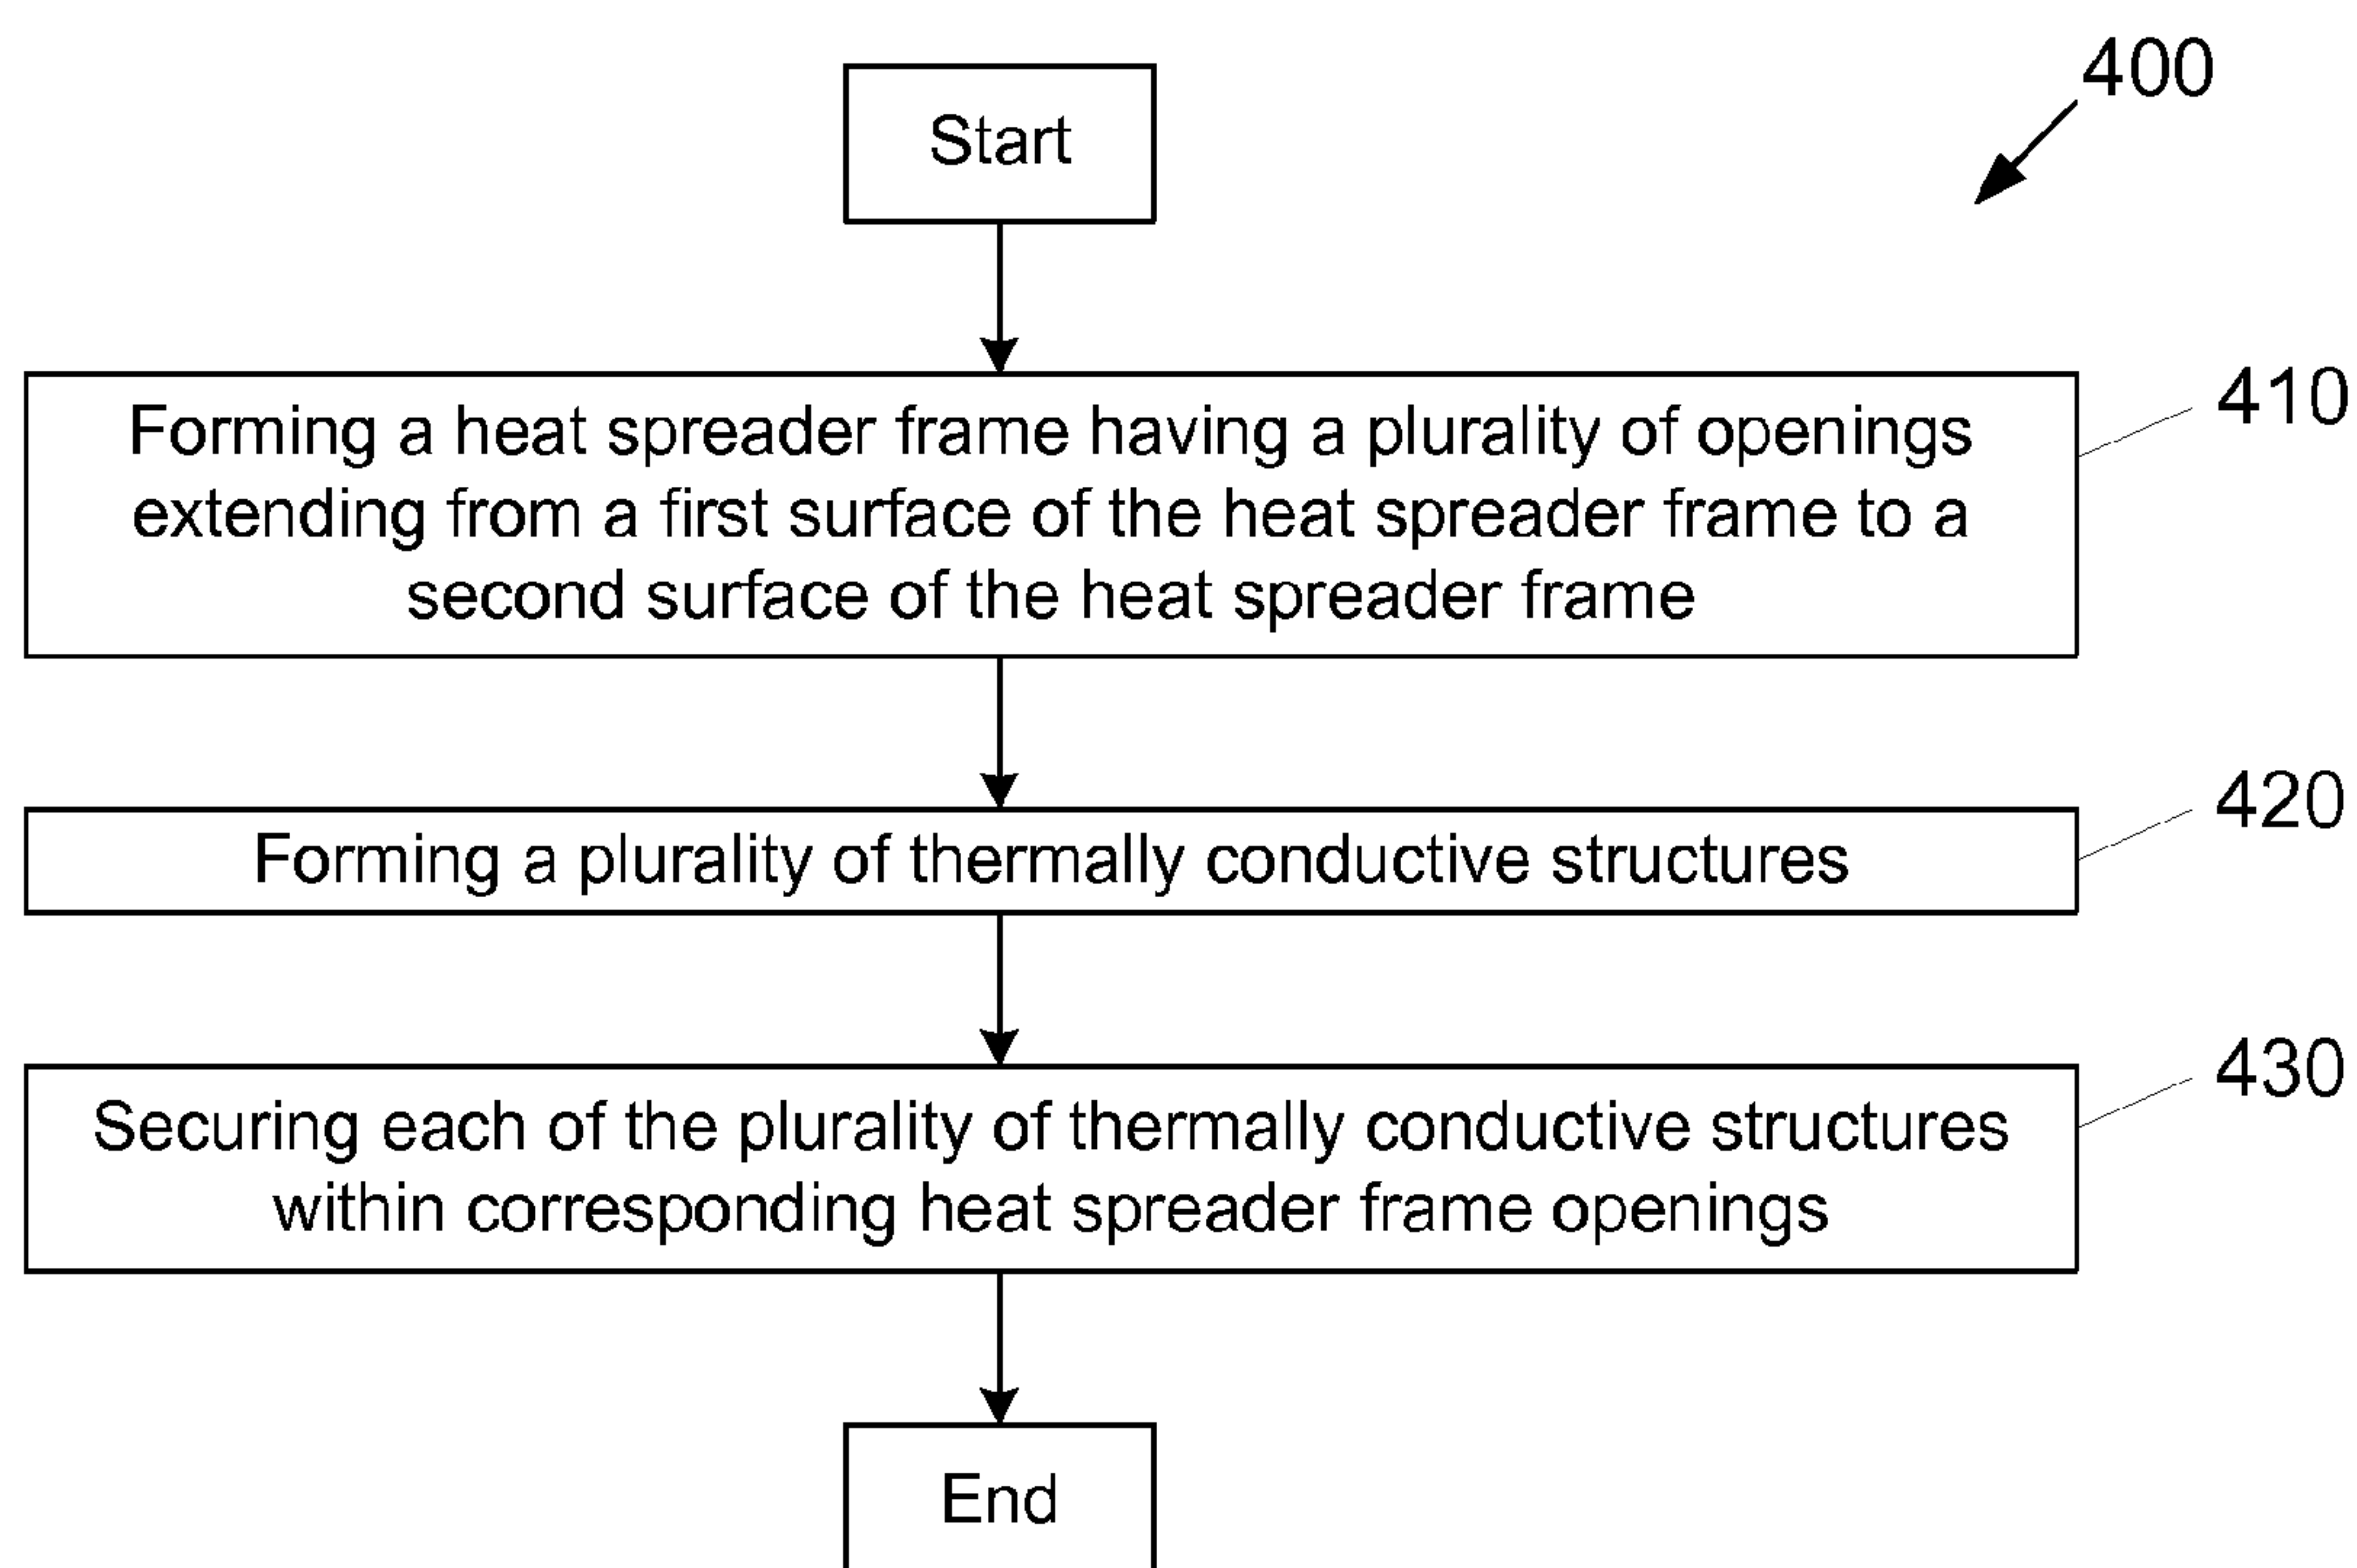 400
Start
Forming a heat spreader frame having a plurality of openings
extending from a first surface of the heat spreader frame to a
second surface of the heat spreader frame
410
Forming a plurality of thermally conductive structures
420
Securing each of the plurality of thermally conductive structures
within corresponding heat spreader frame openings
430
End